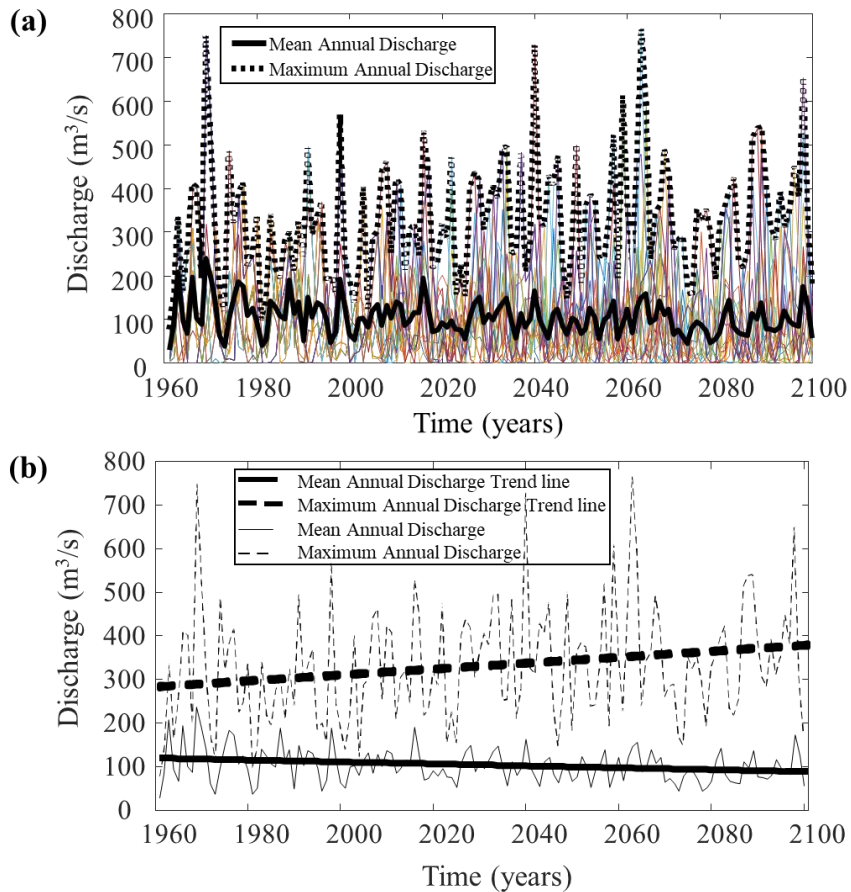 (a)
800
700
600
500
400
300
200
100
0
Discharge (m³/s)
Mean Annual Discharge
Maximum Annual Discharge
1960 1980 2000 2020 2040 2060 2080 2100
Time (years)
(b)
800
700
600
500
400
300
200
100
0
Discharge (m³/s)
Mean Annual Discharge Trend line
Maximum Annual Discharge Trend line
Mean Annual Discharge
Maximum Annual Discharge
1960 1980 2000 2020 2040 2060 2080 2100
Time (years)